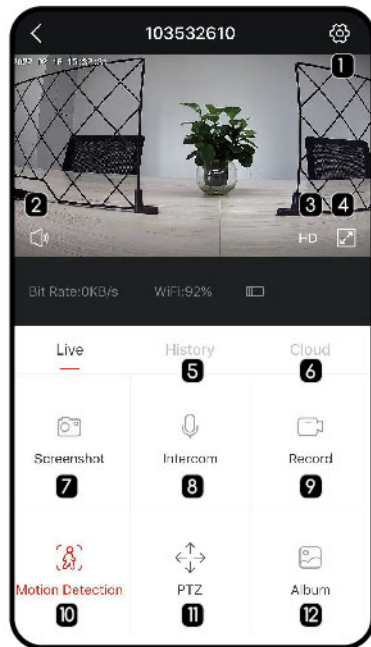 103532610
1
2
3 4
HD
Bit Rate:0KB/s WiFi:92%
Live History Cloud
5 6
Screenshot Intercom Record
7 8 9
Motion Detection PTZ Album
10 11 12